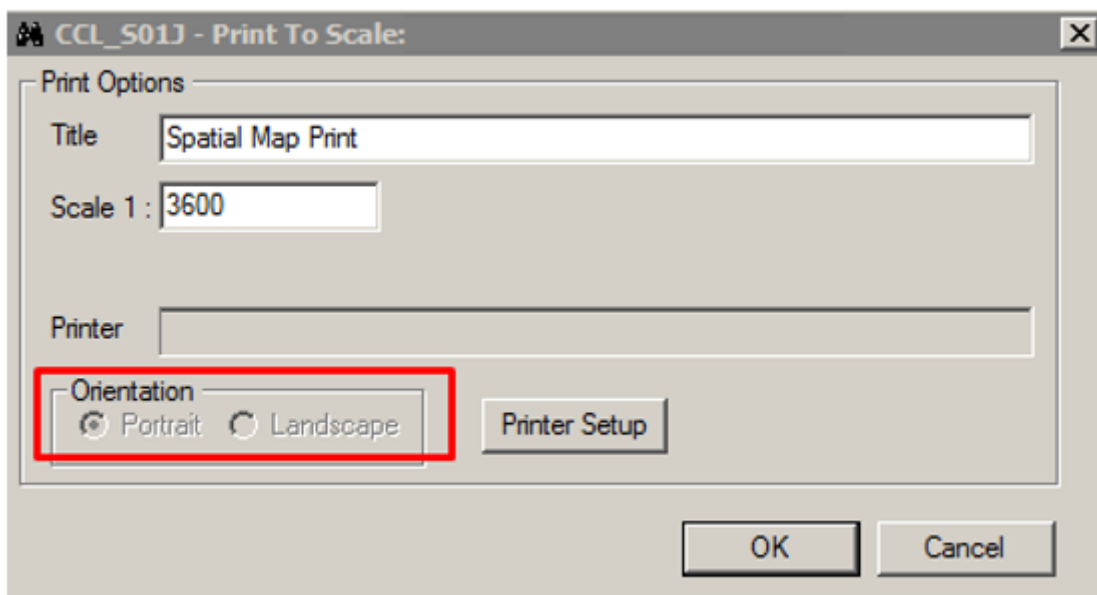 CCL_S01J - Print To Scale:
Print Options
Title Spatial Map Print
Scale 1 : 3600
Printer
Orientation
Portrait Landscape
Printer Setup
OK Cancel